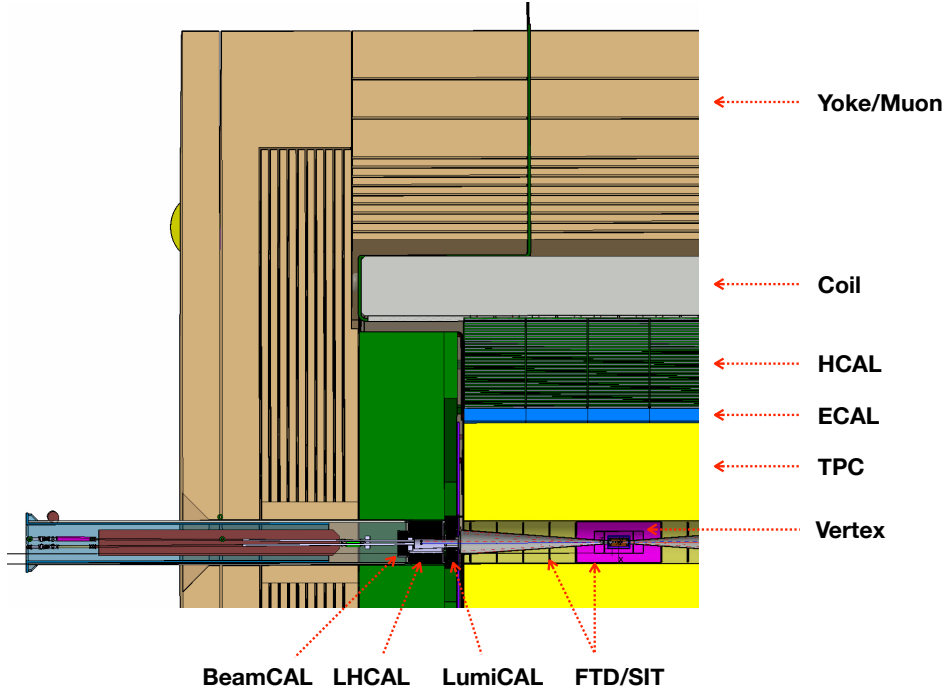 Yoke/Muon
Coil
HCAL
ECAL
TPC
Vertex
BeamCAL LHCAL LumiCAL FTD/SIT